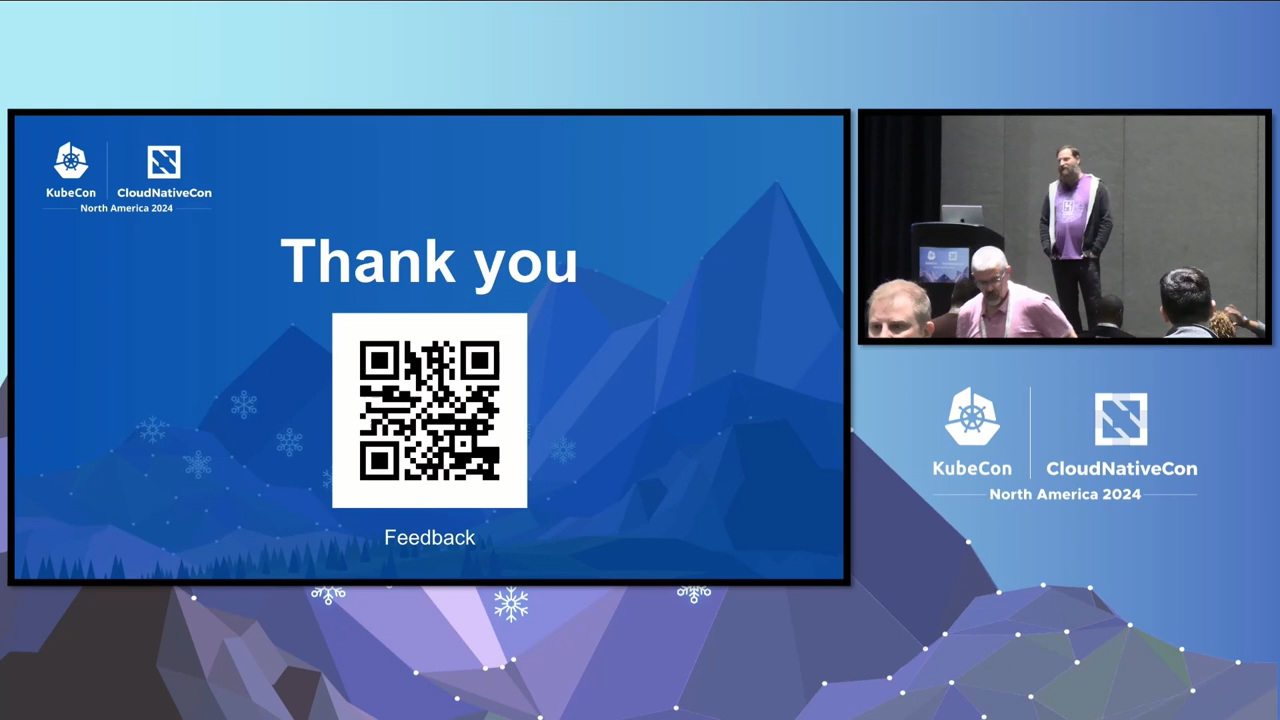 KubeCon
CloudNativeCon
North America 2024
Thank you
Feedback
KubeCon
CloudNativeCon
North America 2024